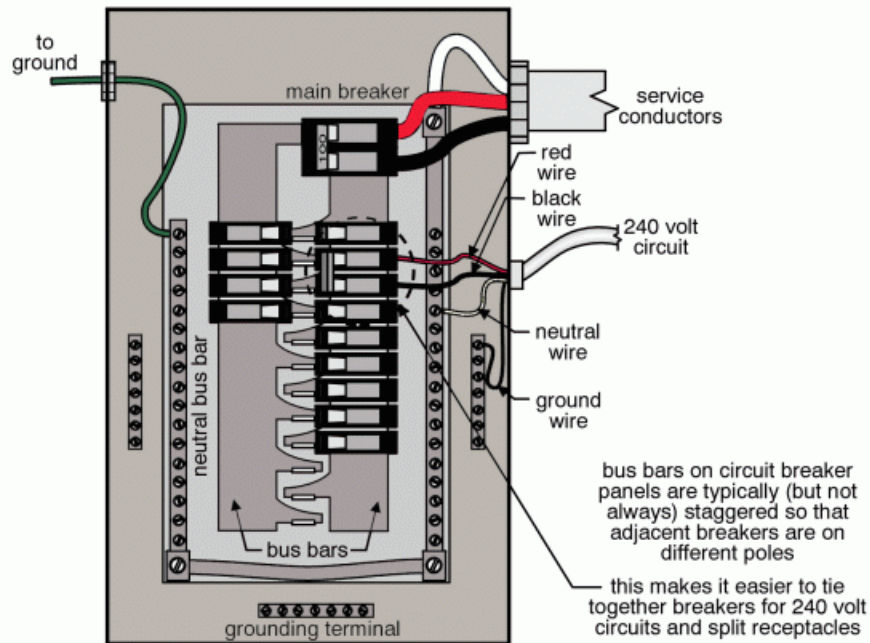 to
ground
main breaker
100
service
conductors
red
wire
black
wire
240 volt
circuit
neutral
wire
neutral bus bar
ground
wire
bus bars
bus bars on circuit breaker
panels are typically (but not
always) staggered so that
adjacent breakers are on
different poles
this makes it easier to tie
together breakers for 240 volt
circuits and split receptacles
grounding terminal